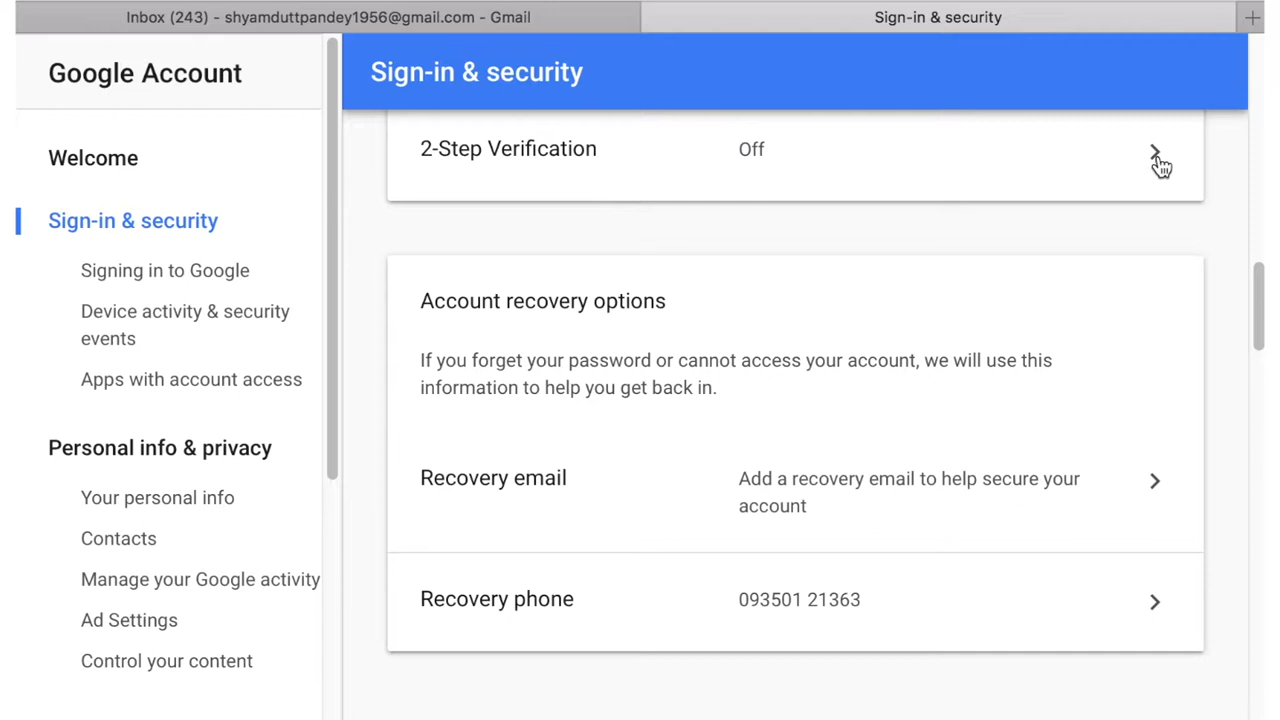 Inbox (243) - shyamduttpandey1956@gmail.com - Gmail
Sign-in & security
Google Account
Welcome
Sign-in & security
Signing in to Google
Device activity & security
events
Apps with account access
Personal info & privacy
Your personal info
Contacts
Manage your Google activity
Ad Settings
Control your content
Sign-in & security
2-Step Verification
Off
Account recovery options
If you forget your password or cannot access your account, we will use this
information to help you get back in.
Recovery email
Add a recovery email to help secure your
account
Recovery phone
093501 21363